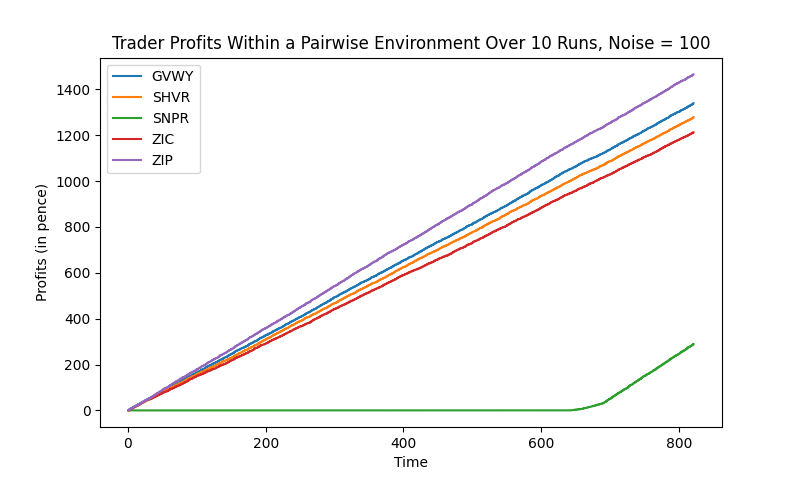 Trader Profits Within a Pairwise Environment Over 10 Runs, Noise = 100
GVWY
SHVR
SNPR
ZIC
ZIP
Profits (in pence)
1400
1200
1000
800
600
400
200
0
0 200 400 600 800
Time